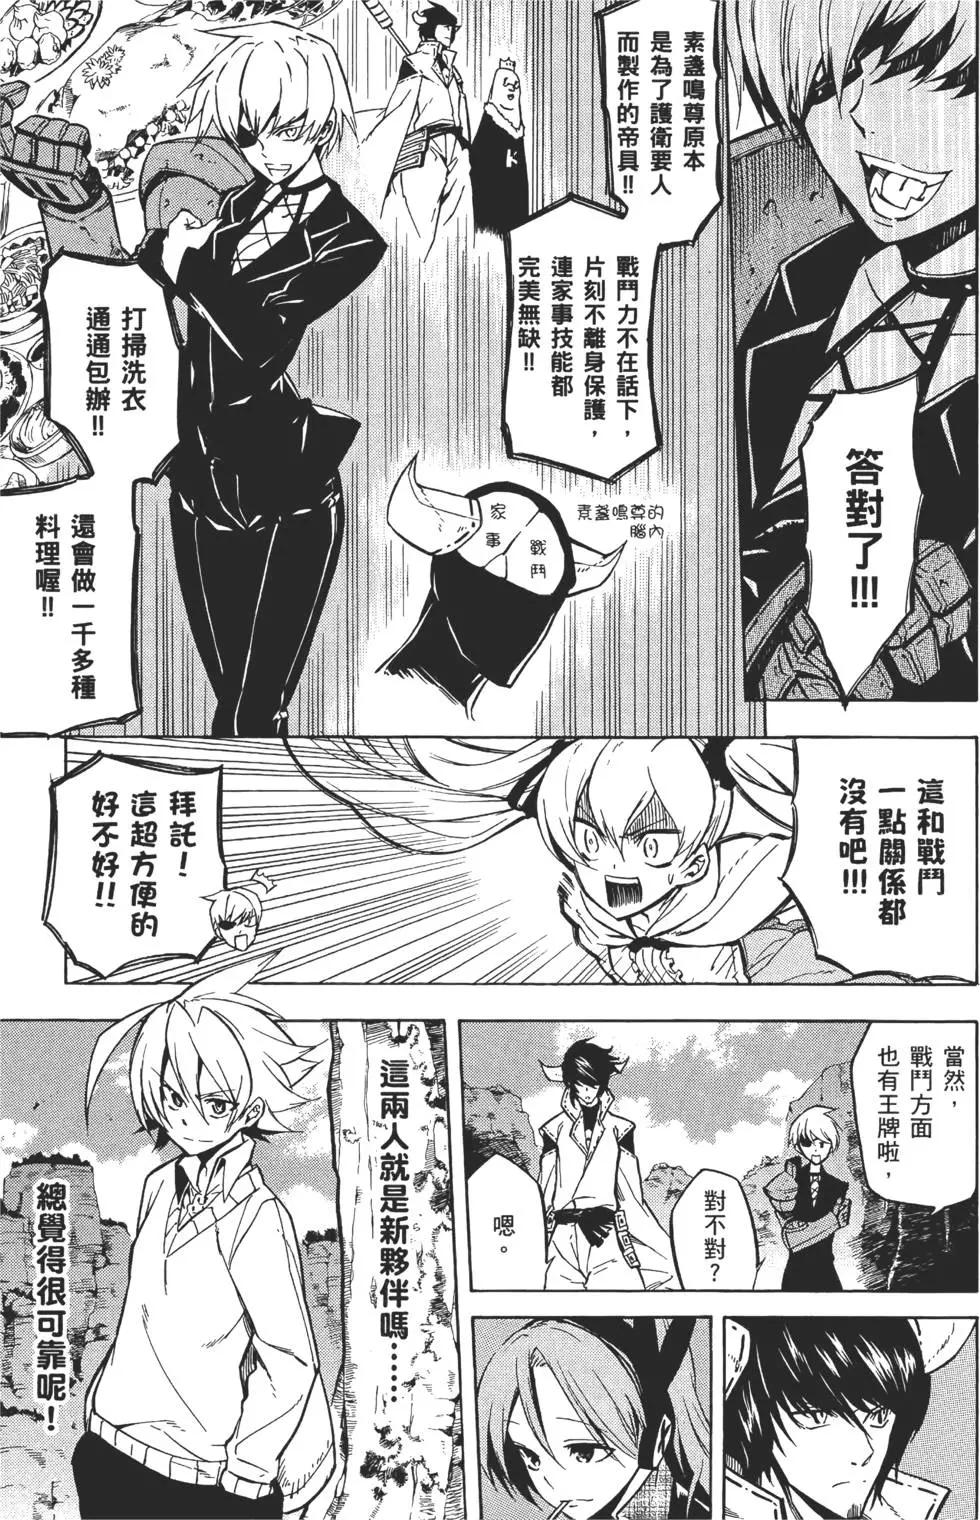 答對了!!!
素盞鳴尊原本
是為了護衛要人
而製作的帝具!!
戰鬥力不在話下，
片刻不離身保護，
連家事技能都
完美無缺!!
K
素盞鳴尊的
腦內
戰鬥
家事
打掃洗衣
通通包辦!!
還會做一千多種
料理喔!!
這和戰鬥
一點關係都
沒有吧!!!
拜託！
這超方便的
好不好!!
當然，
戰鬥方面
也有王牌啦，
對不對？
嗯。
這兩人就是新夥伴嗎……
總覺得很可靠呢！